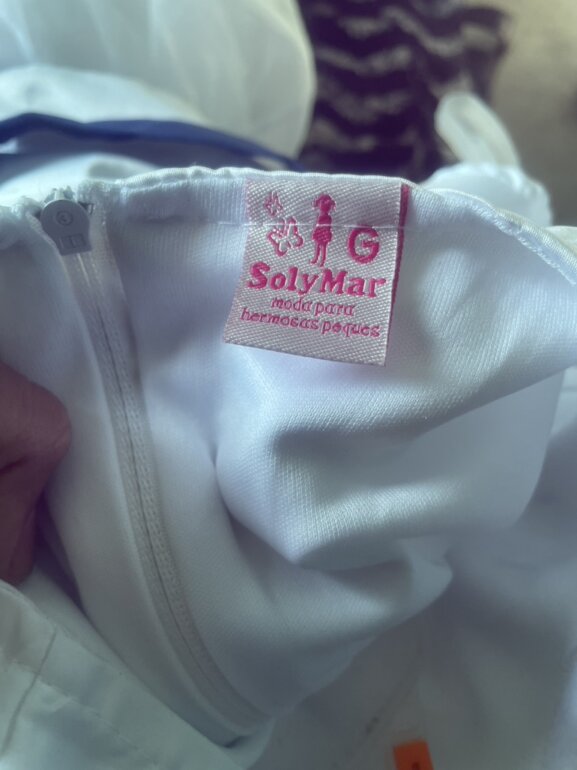 G
SolyMar
moda para
hermosas peques